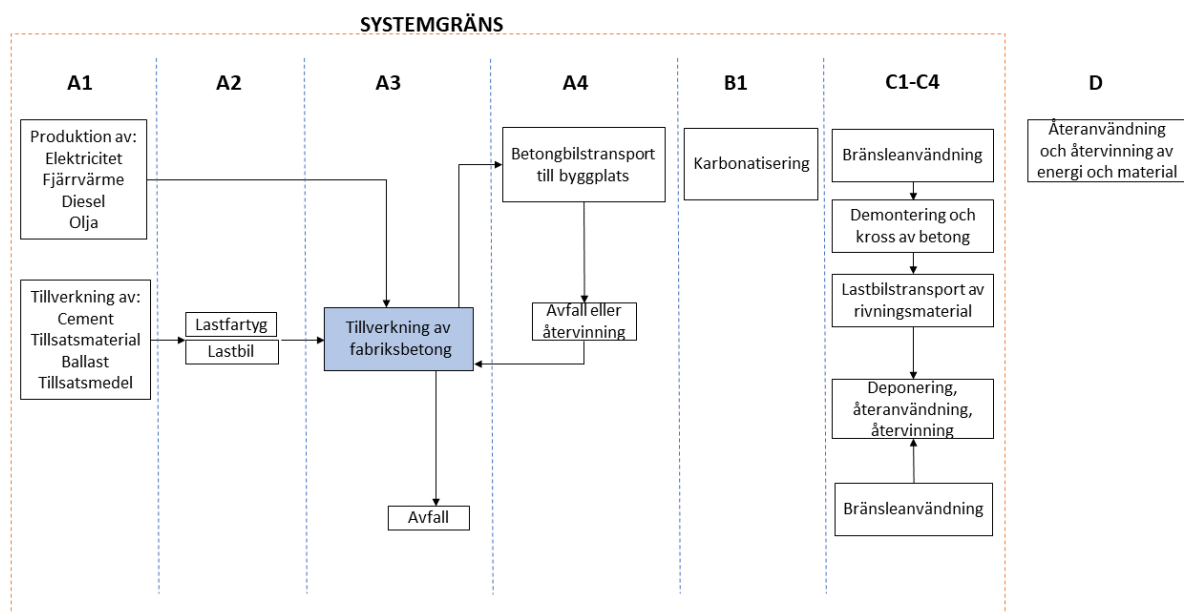 SYSTEMGRÄNS
A1
A2
A3
A4
B1
C1-C4
D
Produktion av:
Elektricitet
Fjärrvärme
Diesel
Olja
Tillverkning av:
Cement
Tillsatsmaterial
Ballast
Tillsatsmedel
Lastfartyg
Lastbil
Tillverkning av
fabriksbetong
Avfall
Betongbilstransport
till byggplats
Avfall eller
återvinning
Karbonatisering
Bränsleanvändning
Demontering och
kross av betong
Lastbilstransport av
rivningsmaterial
Deponering,
återanvändning,
återvinning
Bränsleanvändning
Återanvändning
och återvinning av
energi och material